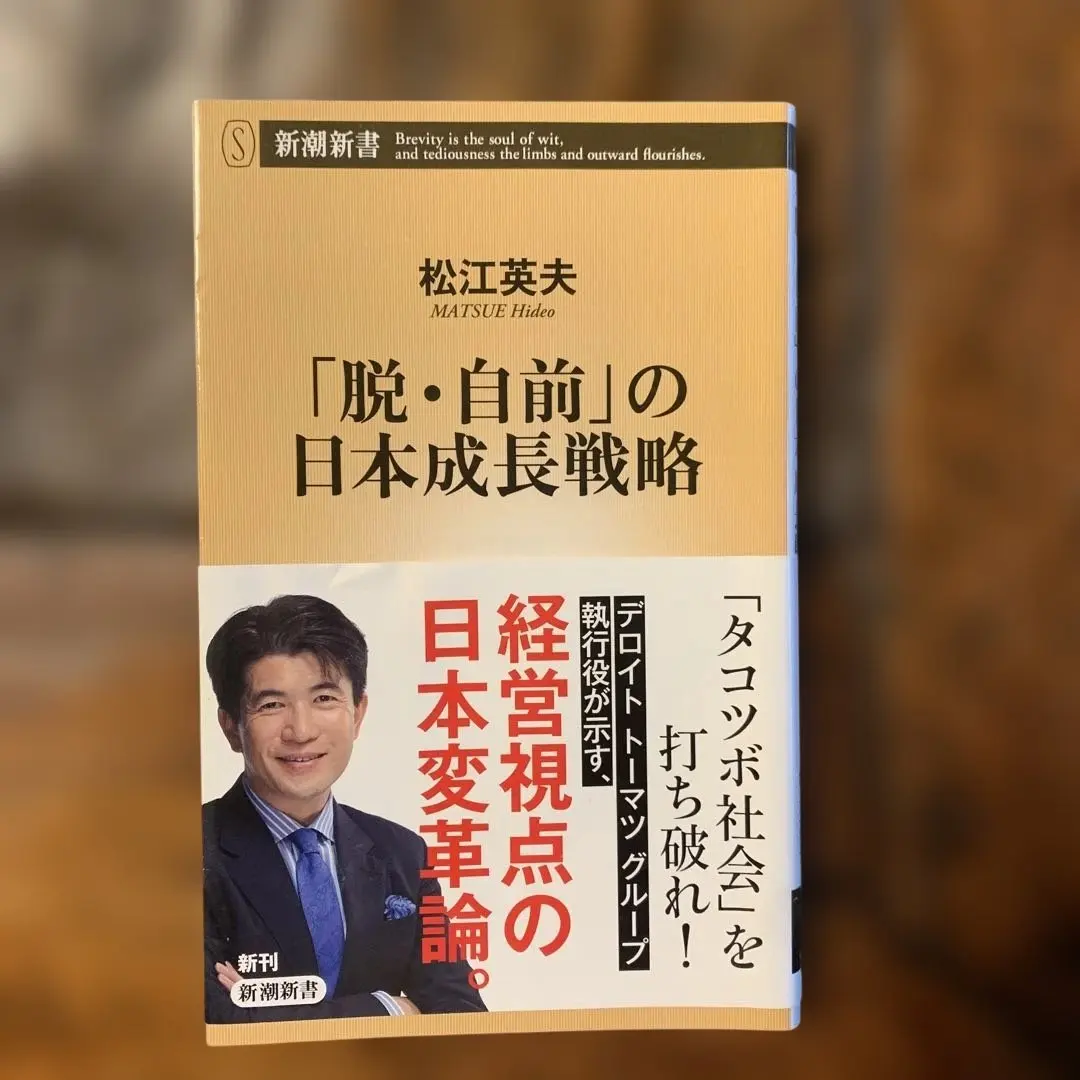 S
新潮新書
Brevity is the soul of wit,
and tediousness the limbs and outward flourishes.
松江英夫
MATSUE Hideo
「脱・自前」の
日本成長戦略
「タコツボ社会」を
打ち破れ!
デロイト トーマツ グループ
執行役が示す、
経営視点の
日本変革論。
新刊
新潮新書